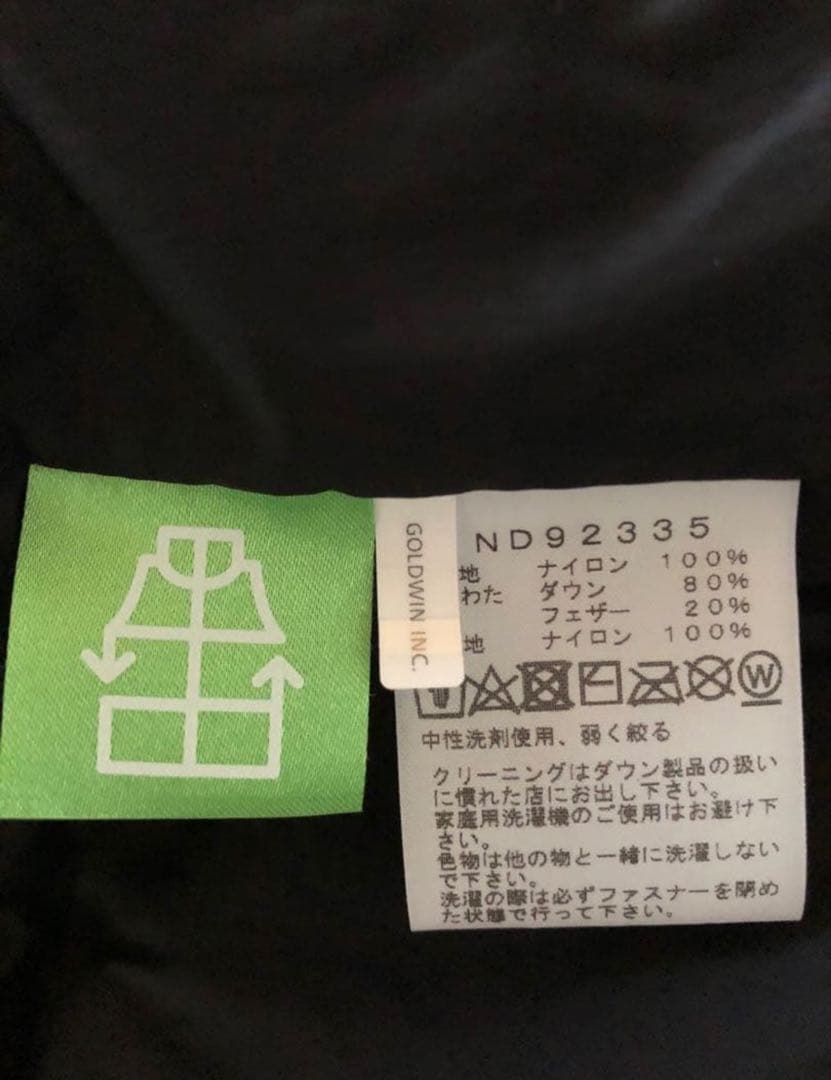 GOLDWIN INC.
ND92335
地 ナイロン 100%
わた ダウン 80%
フェザー 20%
地 ナイロン 100%
W
中性洗剤使用、弱く絞る
クリーニングはダウン製品の扱い
に慣れた店にお出し下さい。
家庭用洗濯機のご使用はお避け下
さい。
色物は他の物と一緒に洗濯しない
で下さい。
洗濯の際は必ずファスナーを閉め
た状態で行って下さい。